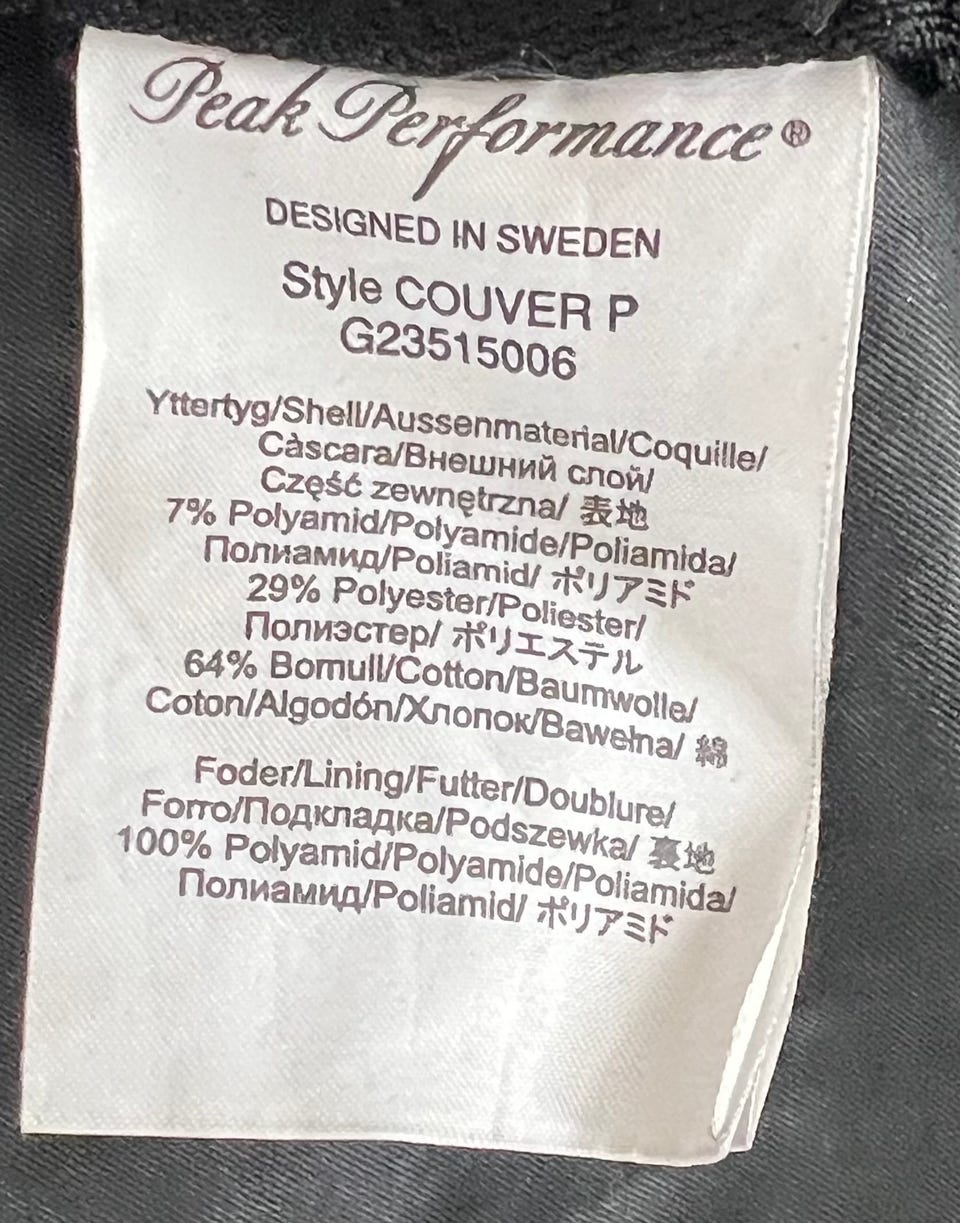 Peak Performance®
DESIGNED IN SWEDEN
Style COUVER P
G23515006
Yttertyg/Shell/Aussenmaterial/Coquille/
Càscara/Внешний слой/
Część zewnętrzna/ 表地
7% Polyamid/Polyamide/Poliamida/
Полиамид/Poliamid/ ポリアミド
29% Polyester/Poliester/
Полиэстер/ ポリエステル
64% Bomull/Cotton/Baumwolle/
Coton/Algodón/Хлопок/Bawełna/ 綿
Foder/Lining/Futter/Doublure/
Forro/Подкладка/Podszewka/ 裏地
100% Polyamid/Polyamide/Poliamida/
Полиамид/Poliamid/ ポリアミド